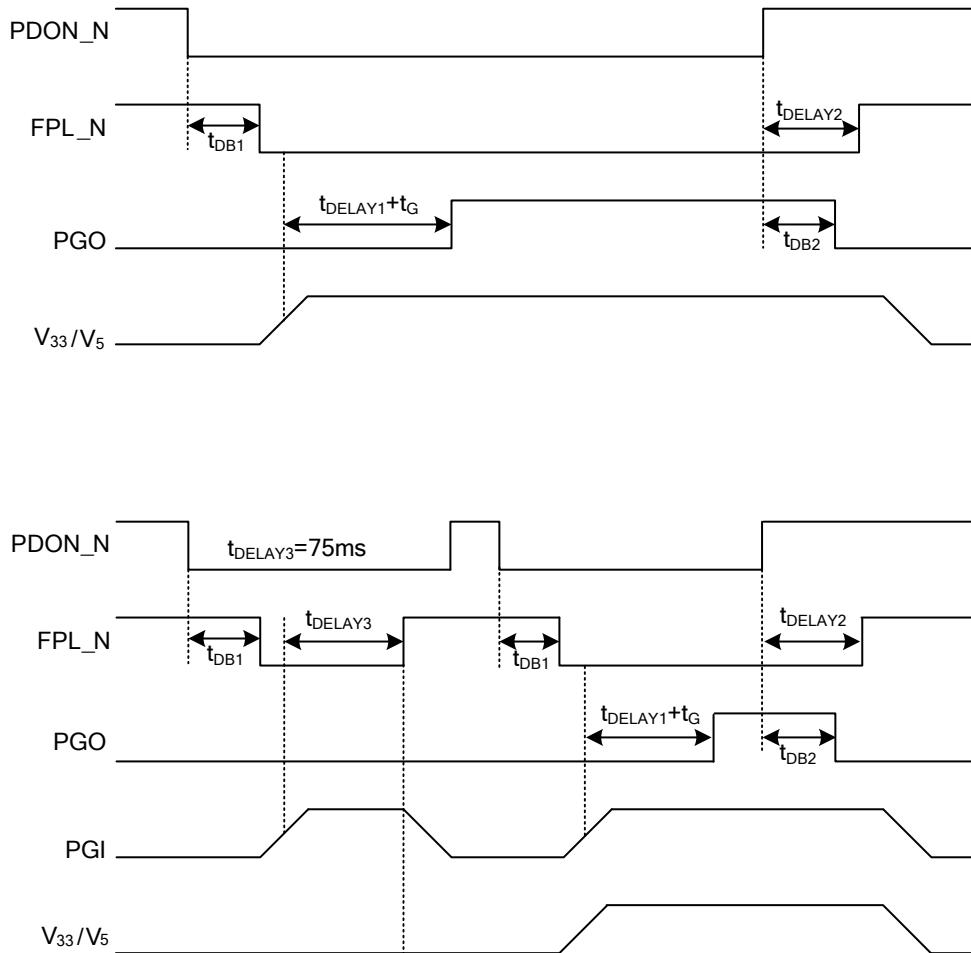 PDON_N
FPL_N
tDB1
tDELAY2
tDELAY1+tG
PGO
tDB2
V33/V5
PDON_N
tDELAY3=75ms
FPL_N
tDB1
tDELAY3
tDB1
tDELAY2
PGO
tDELAY1+tG
tDB2
PGI
V33/V5